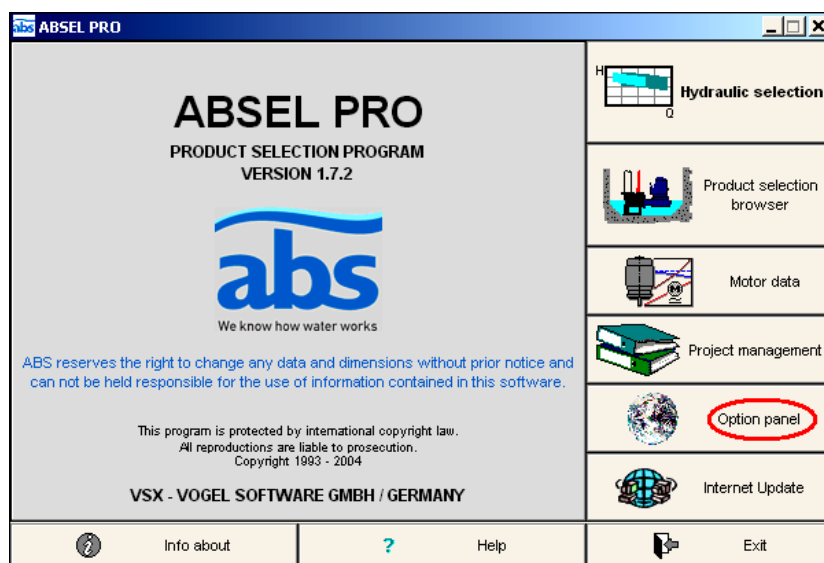 abs ABSEL PRO
ABSEL PRO
PRODUCT SELECTION PROGRAM
VERSION 1.7.2
abs
We know how water works
ABS reserves the right to change any data and dimensions without prior notice and
can not be held responsible for the use of information contained in this software.
This program is protected by international copyright law.
All reproductions are liable to prosecution.
Copyright 1993 - 2004
VSX - VOGEL SOFTWARE GMBH / GERMANY
H
Q
Hydraulic selection
Product selection
browser
M
Motor data
Project management
Option panel
Internet Update
i
Info about
?
Help
Exit